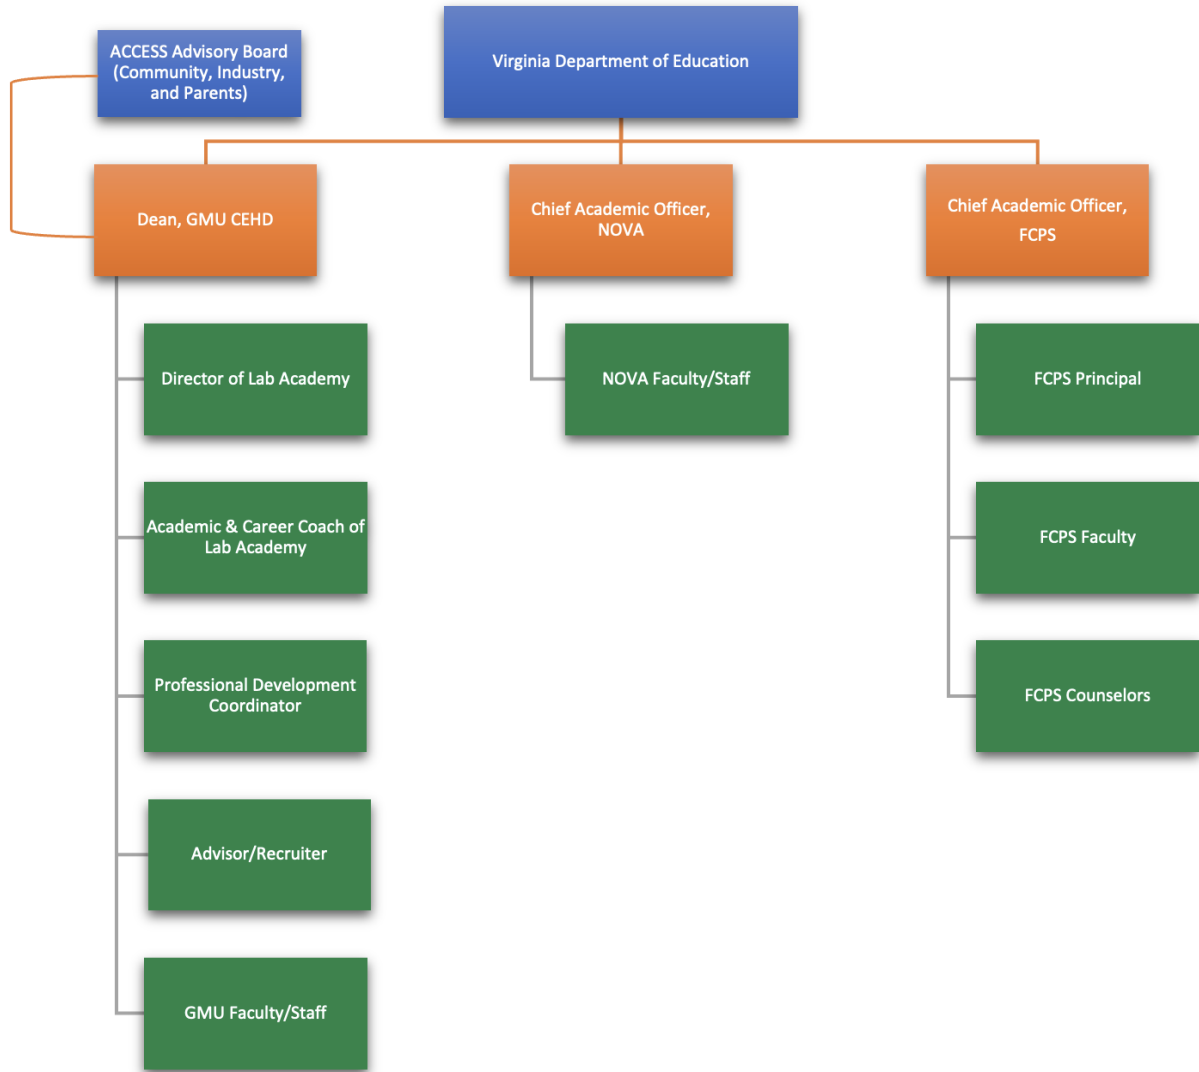 ACCESS Advisory Board
(Community, Industry,
and Parents)
Virginia Department of Education
Dean, GMU CEHD
Chief Academic Officer,
NOVA
Chief Academic Officer,
FCPS
Director of Lab Academy
NOVA Faculty/Staff
FCPS Principal
Academic & Career Coach of
Lab Academy
FCPS Faculty
Professional Development
Coordinator
FCPS Counselors
Advisor/Recruiter
GMU Faculty/Staff